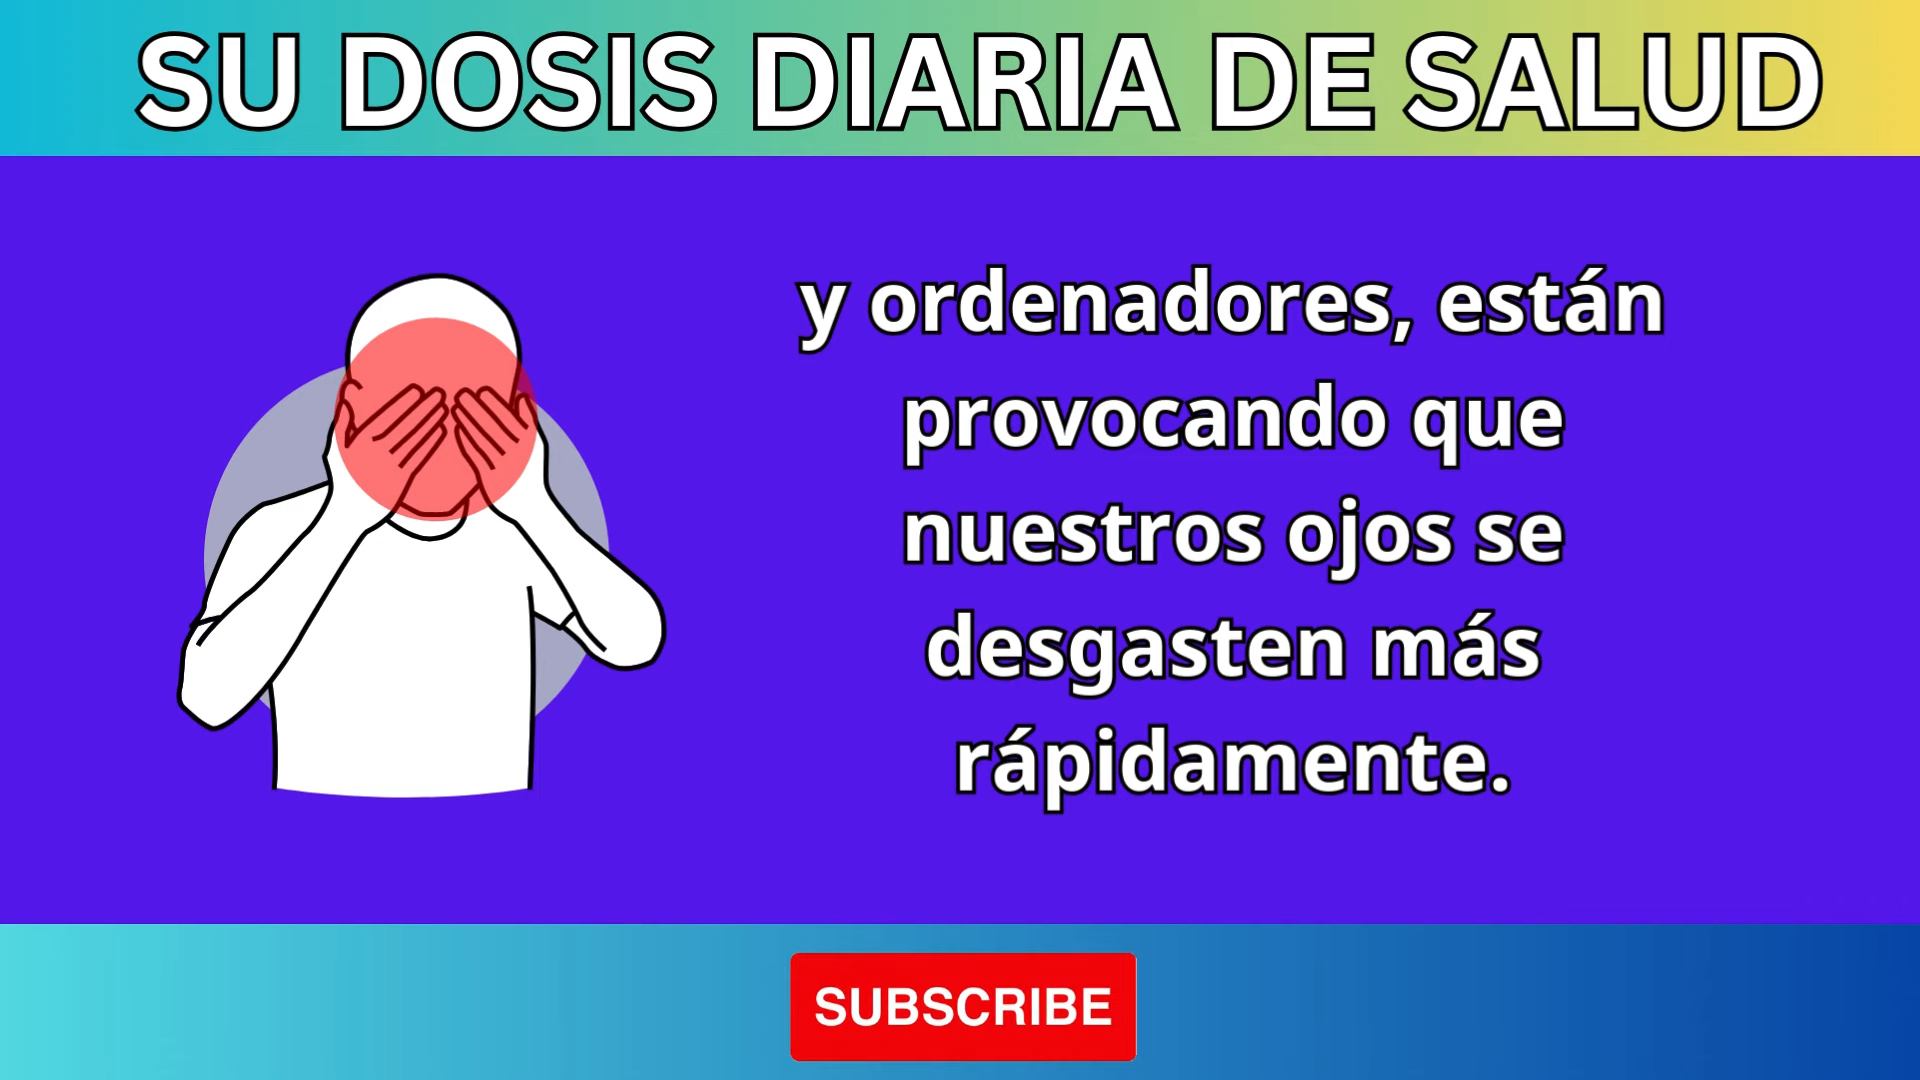 SU DOSIS DIARIA DE SALUD
y ordenadores, están
provocando que
nuestros ojos se
desgasten más
rápidamente.
SUBSCRIBE